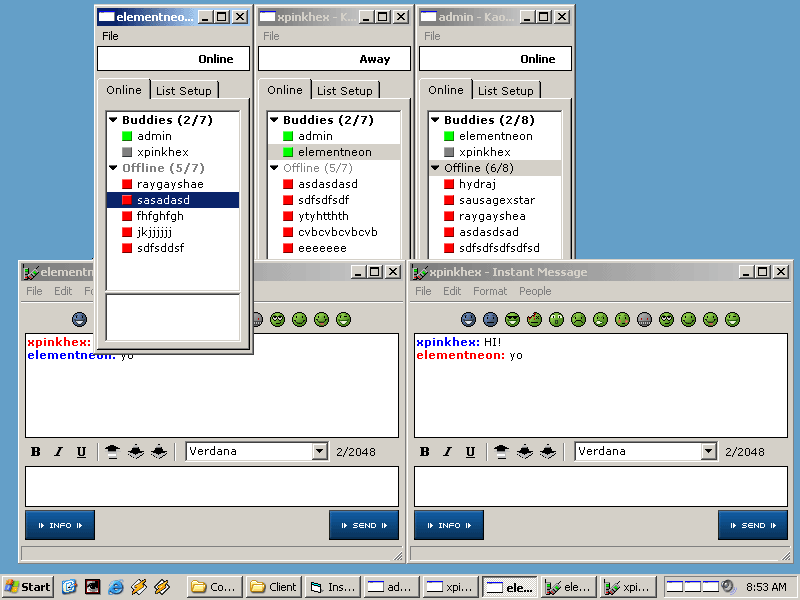 elementneo...
File
Online
Online List Setup
Buddies (2/7)
admin
xpinkhex
Offline (5/7)
raygayshae
sasadasd
fhfghfgh
jkjjjjjj
sdfsddsf
xpinkhex - K...
File
Away
Online List Setup
Buddies (2/7)
admin
elementneon
Offline (5/7)
asdasdasd
sdfsdfsdf
ytyhtthth
cvbcvbcvbcvb
eeeeeee
admin - Kao...
File
Online
Online List Setup
Buddies (2/8)
elementneon
xpinkhex
Offline (6/8)
hydraj
sausagexstar
raygayshea
asdasdsad
sdfsdfsdfsdfsd
elementn
File Edit Fo
xpinkhex:
elementneon: yo
B I U Verdana 2/2048
INFO SEND
xpinkhex - Instant Message
File Edit Format People
xpinkhex: HI!
elementneon: yo
B I U Verdana 2/2048
INFO SEND
Start Co... Client Ins... ad... xpi... ele... ele... xpi... 8:53 AM